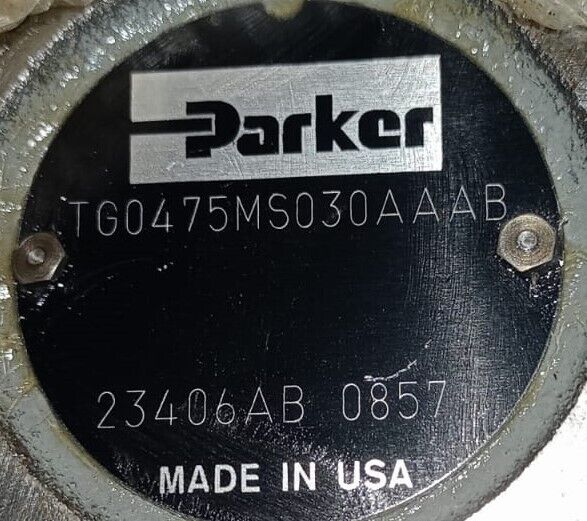 Parker
TG0475MS030AAAB
23406AB 0857
MADE IN USA